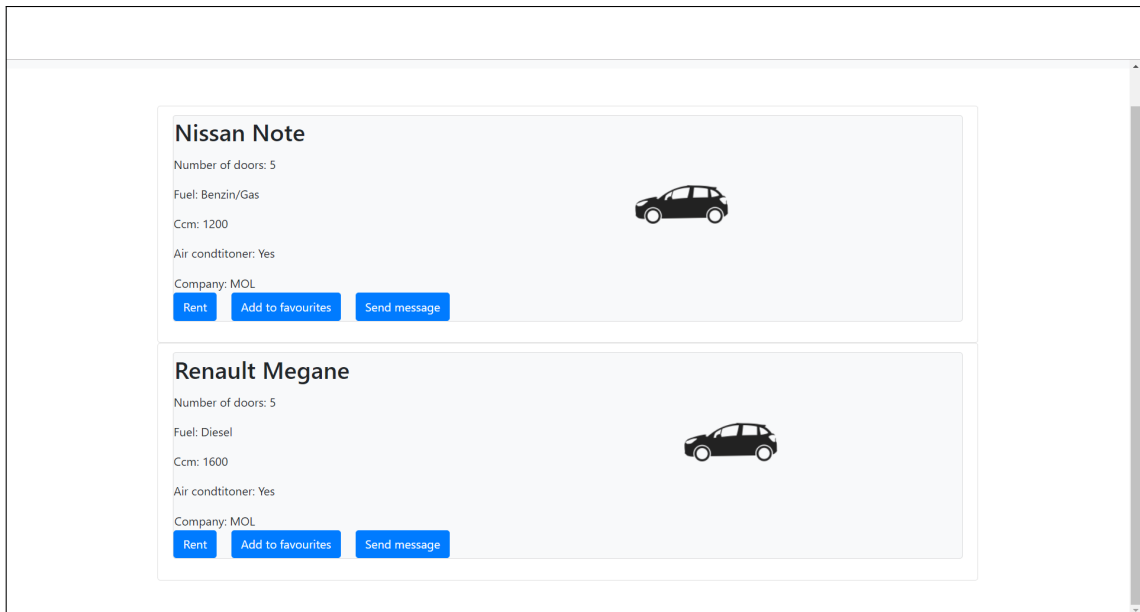 Nissan Note
Number of doors: 5
Fuel: Benzin/Gas
Ccm: 1200
Air condtitoner: Yes
Company: MOL
Rent Add to favourites Send message
Renault Megane
Number of doors: 5
Fuel: Diesel
Ccm: 1600
Air condtitoner: Yes
Company: MOL
Rent Add to favourites Send message